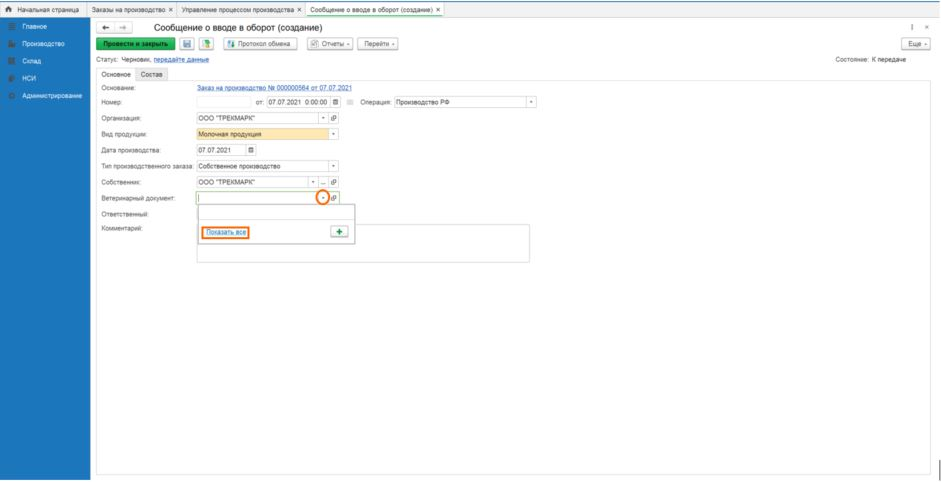 Начальная страница Заказы на производство × Управление процессом производства × Сообщение о вводе в оборот (создание) ×
Главное
Производство
Склад
НСИ
Администрирование
Сообщение о вводе в оборот (создание)
Провести и закрыть Протокол обмена Отчеты Перейти Еще
Статус: Черновик, передайте данные Состояние: К передаче
Основное Состав
Основание: Заказ на производство № 000000564 от 07.07.2021
Номер: от: 07.07.2021 0:00:00 Операция: Производство РФ
Организация: ООО "ТРЕКМАРК"
Вид продукции: Молочная продукция
Дата производства: 07.07.2021
Тип производственного заказа: Собственное производство
Собственник: ООО "ТРЕКМАРК" ...
Ветеринарный документ:
Ответственный:
Показать все
Комментарий: